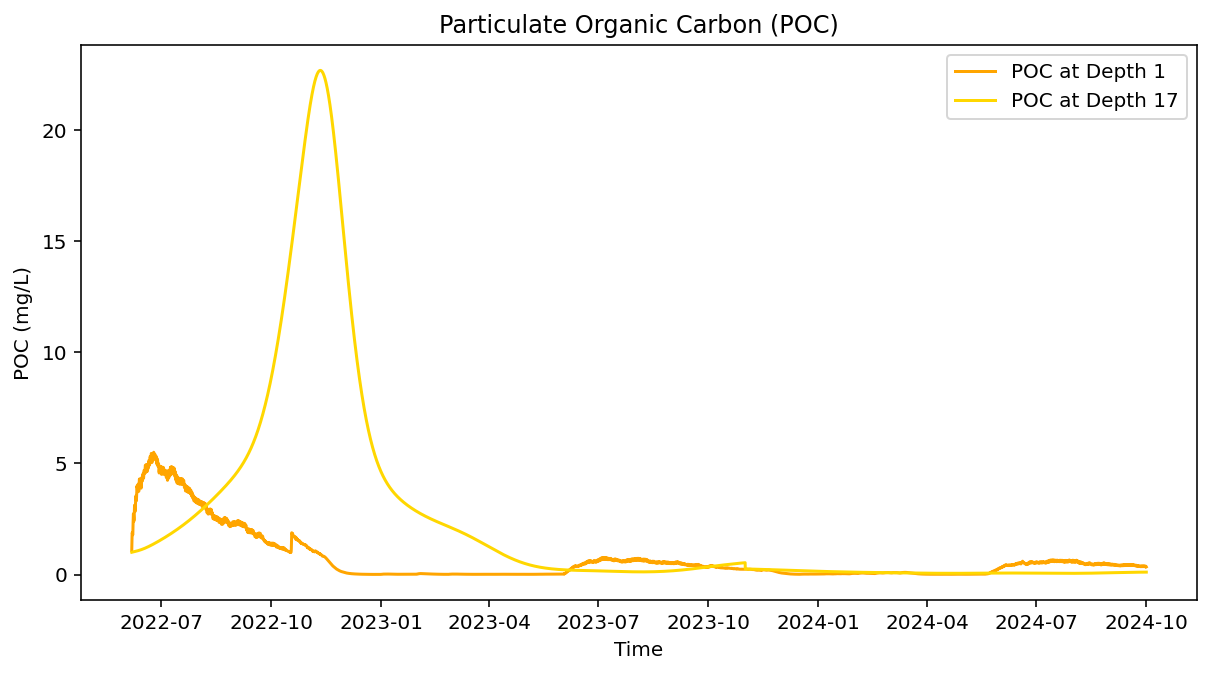 Particulate Organic Carbon (POC)
POC at Depth 1
POC at Depth 17
POC (mg/L)
20
15
10
5
0
2022-07 2022-10 2023-01 2023-04 2023-07 2023-10 2024-01 2024-04 2024-07 2024-10
Time